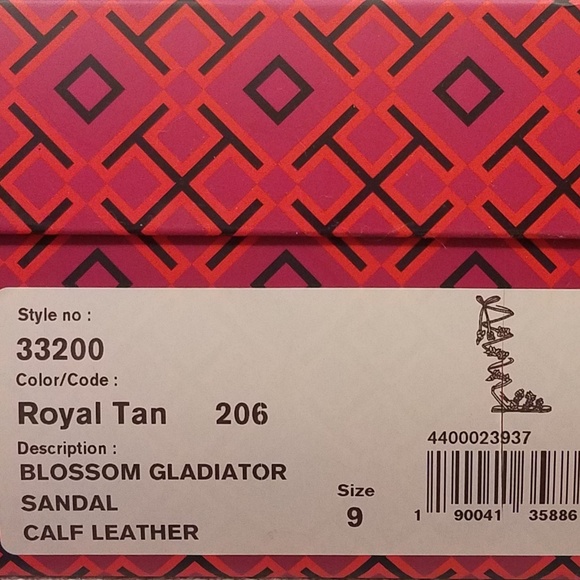 Style no :
33200
Color/Code :
Royal Tan 206
Description :
BLOSSOM GLADIATOR
SANDAL
CALF LEATHER
Size
9
4400023937
1 90041 35886